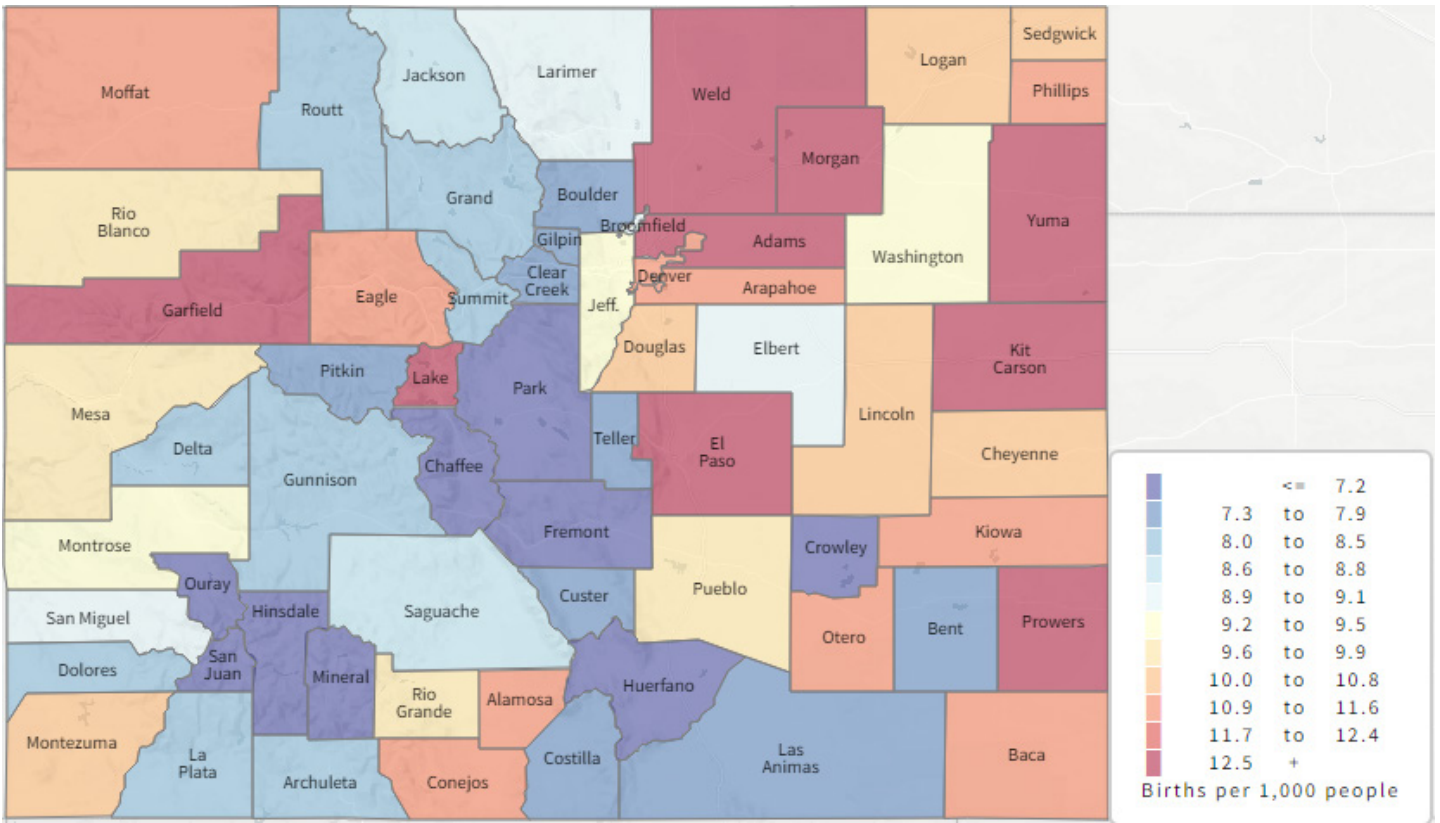 Moffat
Routt
Jackson
Larimer
Weld
Logan
Sedgwick
Phillips
Morgan
Rio
Blanco
Grand
Boulder
Broomfield
Gilpin
Adams
Washington
Yuma
Garfield
Eagle
Summit
Clear
Creek
Jeff.
Denver
Arapahoe
Mesa
Pitkin
Lake
Park
Douglas
Elbert
Lincoln
Kit
Carson
Delta
Gunnison
Chaffee
Teller
El
Paso
Cheyenne
Montrose
Ouray
Fremont
Crowley
Kiowa
San Miguel
Hinsdale
Saguache
Custer
Pueblo
Otero
Bent
Prowers
Dolores
San
Juan
Mineral
Rio
Grande
Alamosa
Huerfano
Montezuma
La
Plata
Archuleta
Conejos
Costilla
Las
Animas
Baca
<= 7.2
7.3 to 7.9
8.0 to 8.5
8.6 to 8.8
8.9 to 9.1
9.2 to 9.5
9.6 to 9.9
10.0 to 10.8
10.9 to 11.6
11.7 to 12.4
12.5 +
Births per 1,000 people